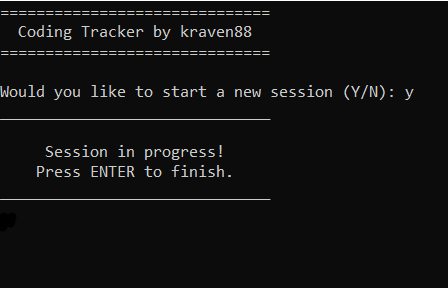 ==============================
Coding Tracker by kraven88
==============================
Would you like to start a new session (Y/N): y
______________________________
Session in progress!
Press ENTER to finish.
______________________________